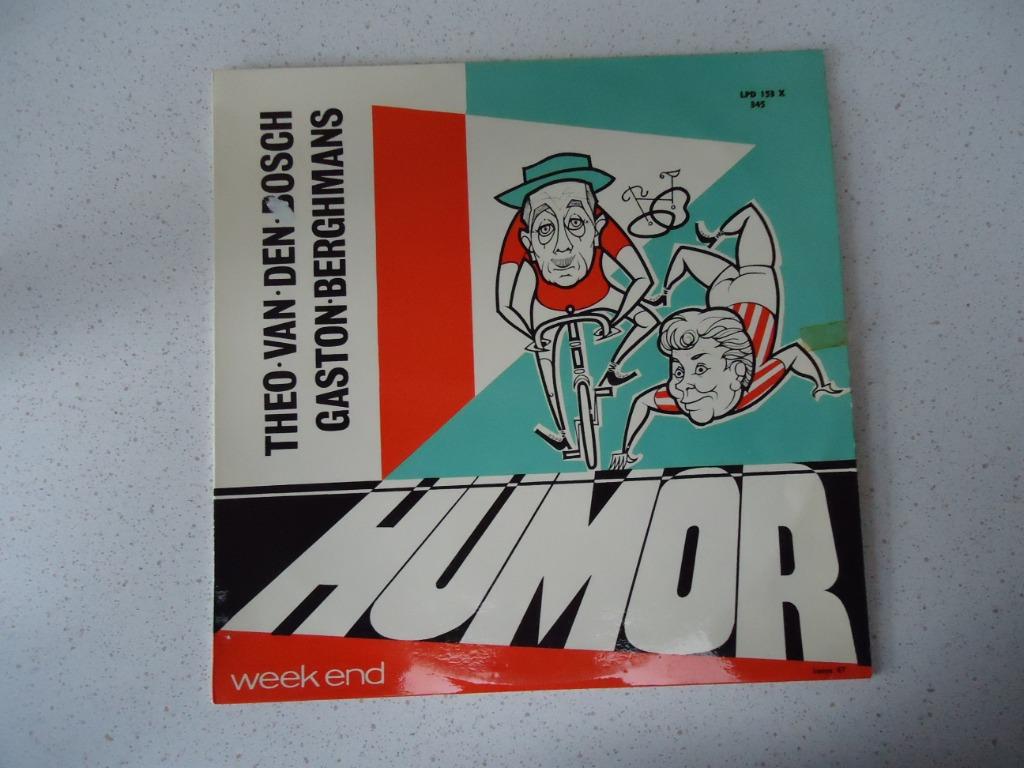 THEO·VAN·DEN·BOSCH
GASTON·BERGHMANS
LPD 153 X
345
HUMOR
week end